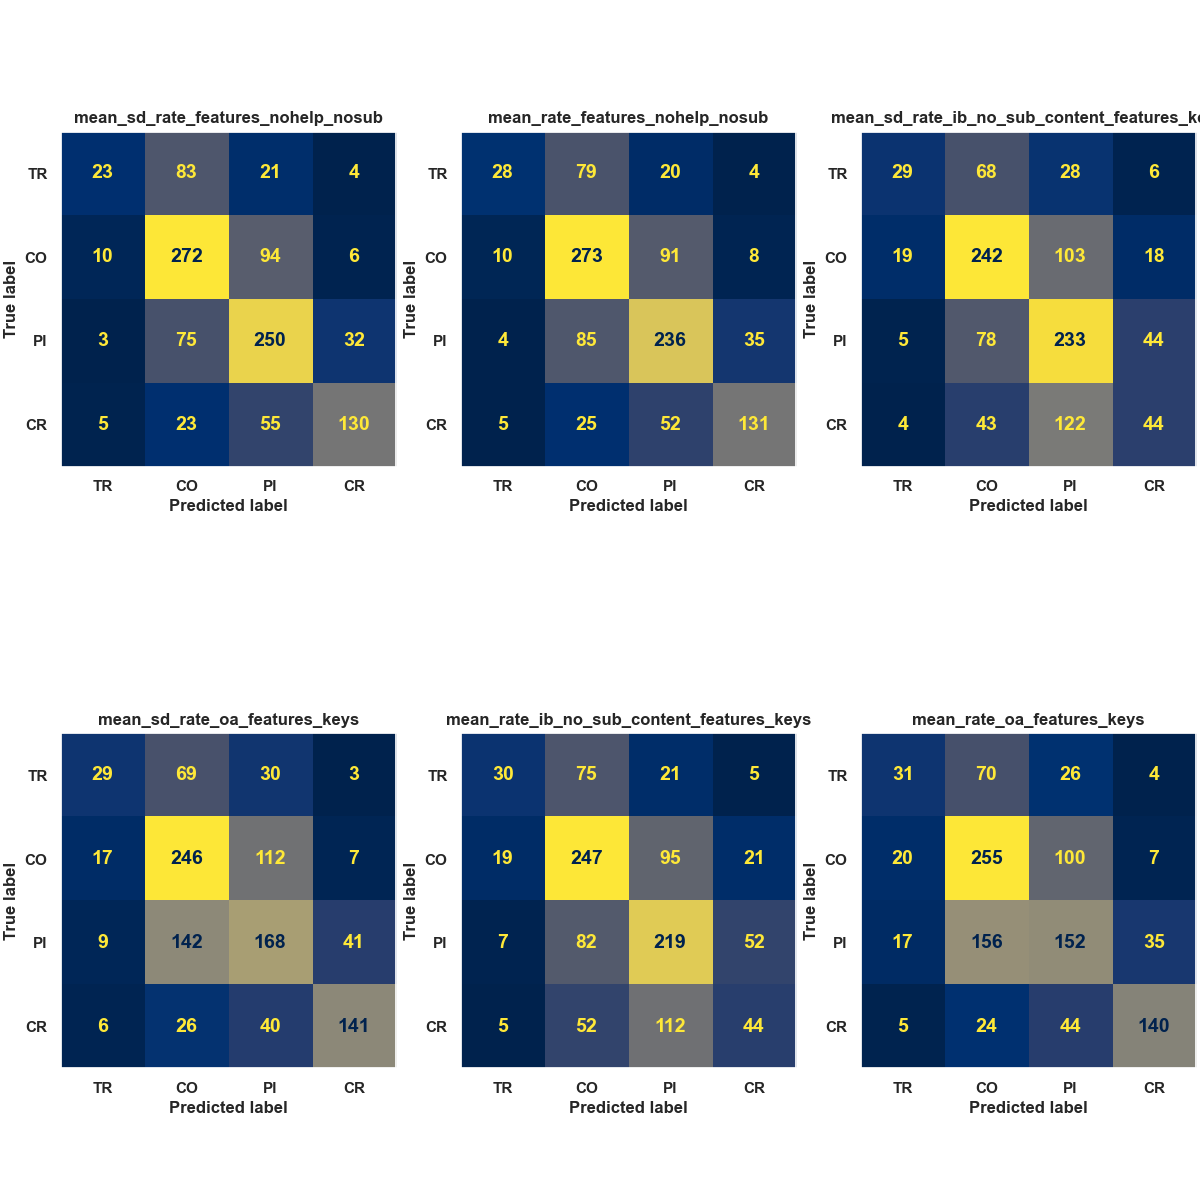 mean_sd_rate_features_nohelp_nosub
TR 23 83 21 4
CO 10 272 94 6
PI 3 75 250 32
CR 5 23 55 130
TR CO PI CR
Predicted label
True label
mean_rate_features_nohelp_nosub
TR 28 79 20 4
CO 10 273 91 8
PI 4 85 236 35
CR 5 25 52 131
TR CO PI CR
Predicted label
True label
mean_sd_rate_ib_no_sub_content_features_ke
TR 29 68 28 6
CO 19 242 103 18
PI 5 78 233 44
CR 4 43 122 44
TR CO PI CR
Predicted label
True label
mean_sd_rate_oa_features_keys
TR 29 69 30 3
CO 17 246 112 7
PI 9 142 168 41
CR 6 26 40 141
TR CO PI CR
Predicted label
True label
mean_rate_ib_no_sub_content_features_keys
TR 30 75 21 5
CO 19 247 95 21
PI 7 82 219 52
CR 5 52 112 44
TR CO PI CR
Predicted label
True label
mean_rate_oa_features_keys
TR 31 70 26 4
CO 20 255 100 7
PI 17 156 152 35
CR 5 24 44 140
TR CO PI CR
Predicted label
True label